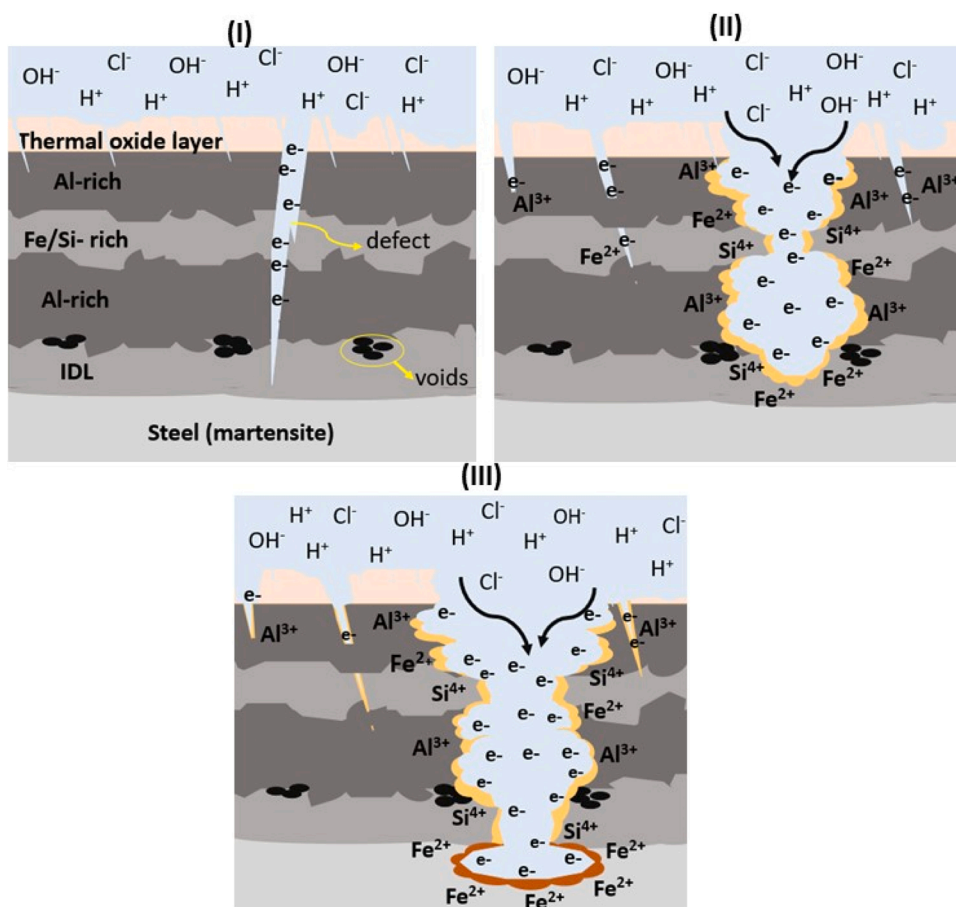 (I)
OH⁻ Cl⁻ OH⁻ Cl⁻ OH⁻ Cl⁻
H⁺ H⁺ H⁺ H⁺ Cl⁻ H⁺
Thermal oxide layer e-
e-
Al-rich
e-
Fe/Si- rich e- defect
e-
Al-rich e-
IDL voids
Steel (martensite)
(II)
OH⁻ Cl⁻ OH⁻ Cl⁻ OH⁻ Cl⁻
H⁺ H⁺ H⁺ Cl⁻ H⁺ OH⁻ H⁺ H⁺
Al³⁺ e- e- e-
e- e- e- e- Al³⁺
Al³⁺ e- e- e- Al³⁺ e-
Fe²⁺ e- e-
e- Si⁴⁺ e- Si⁴⁺
Fe²⁺ e- Fe²⁺
Al³⁺ e- e- e- Al³⁺
e- e-
e- e-
Si⁴⁺ Fe²⁺
Fe²⁺
(III)
H⁺ Cl⁻ OH⁻ Cl⁻ OH⁻ H⁺ Cl⁻
OH⁻ H⁺ H⁺ H⁺ H⁺ H⁺
Cl⁻ OH⁻ H⁺
e- Al³⁺ e- e- e- Al³⁺
Al³⁺ e- e-
Fe²⁺ e- e- e-
Si⁴⁺ e- e- Si⁴⁺
e- e- e- Fe²⁺
Al³⁺ e- e- e- Al³⁺
e- e-
Si⁴⁺ e- e- Si⁴⁺
Fe²⁺ e- e- Fe²⁺
e-
Fe²⁺ Fe²⁺ Fe²⁺